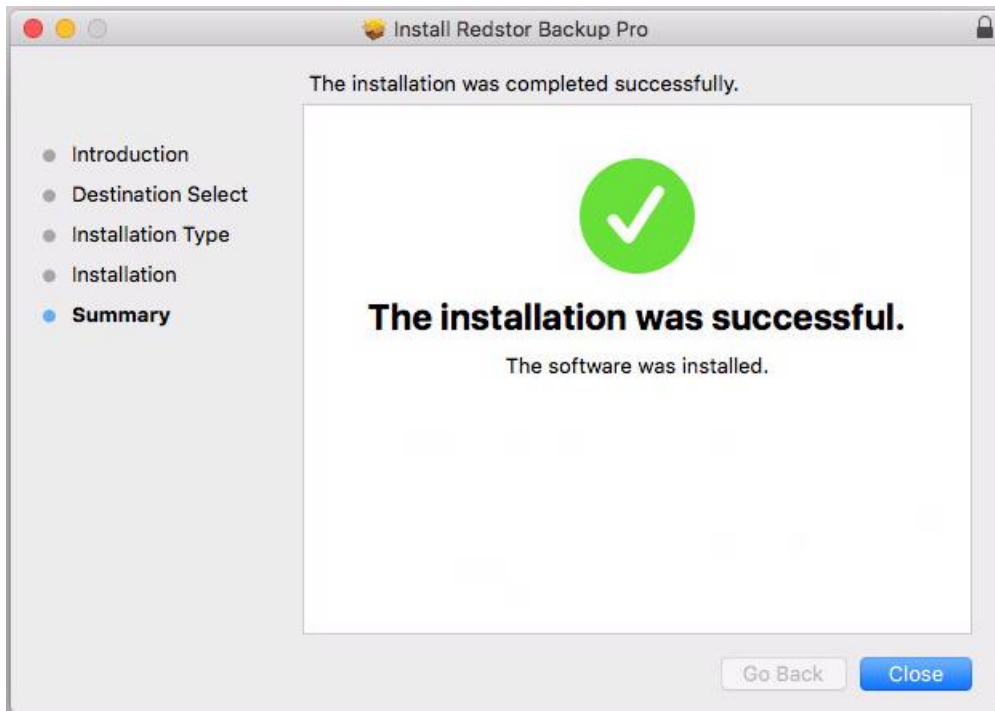 Install Redstor Backup Pro
The installation was completed successfully.
Introduction
Destination Select
Installation Type
Installation
Summary
The installation was successful.
The software was installed.
Go Back
Close